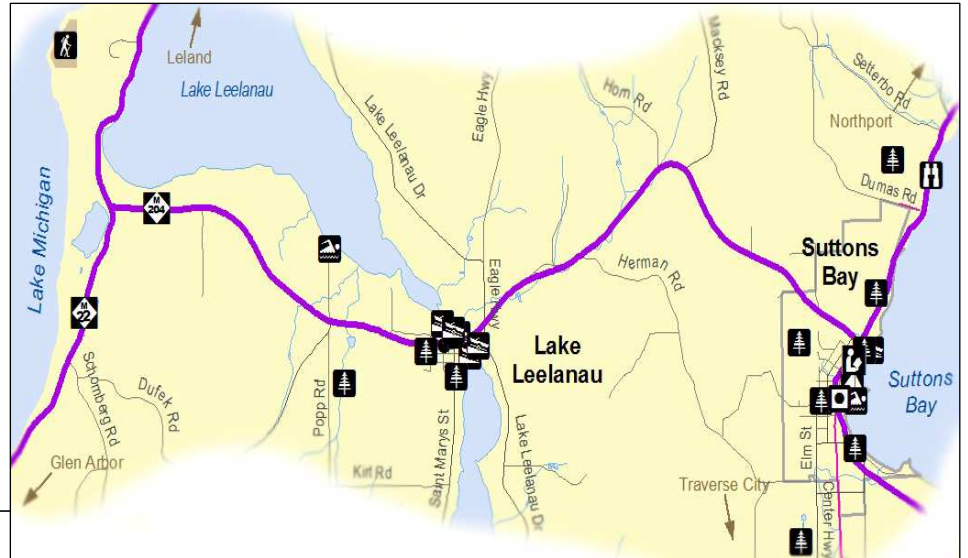 Leland
Lake Leelanau
Lake Michigan
M
204
M
22
Schomberg Rd
Dufek Rd
Glen Arbor
Popp Rd
Kirt Rd
Saint Marys St
Lake Leelanau Dr
Lake Leelanau Dr
Eagle Hwy
Eagle Hwy
Horn Rd
Macksey Rd
Herman Rd
Lake
Leelanau
Setterbo Rd
Northport
Dumas Rd
Suttons
Bay
Suttons
Bay
Elm St
Center Hwy
Traverse City